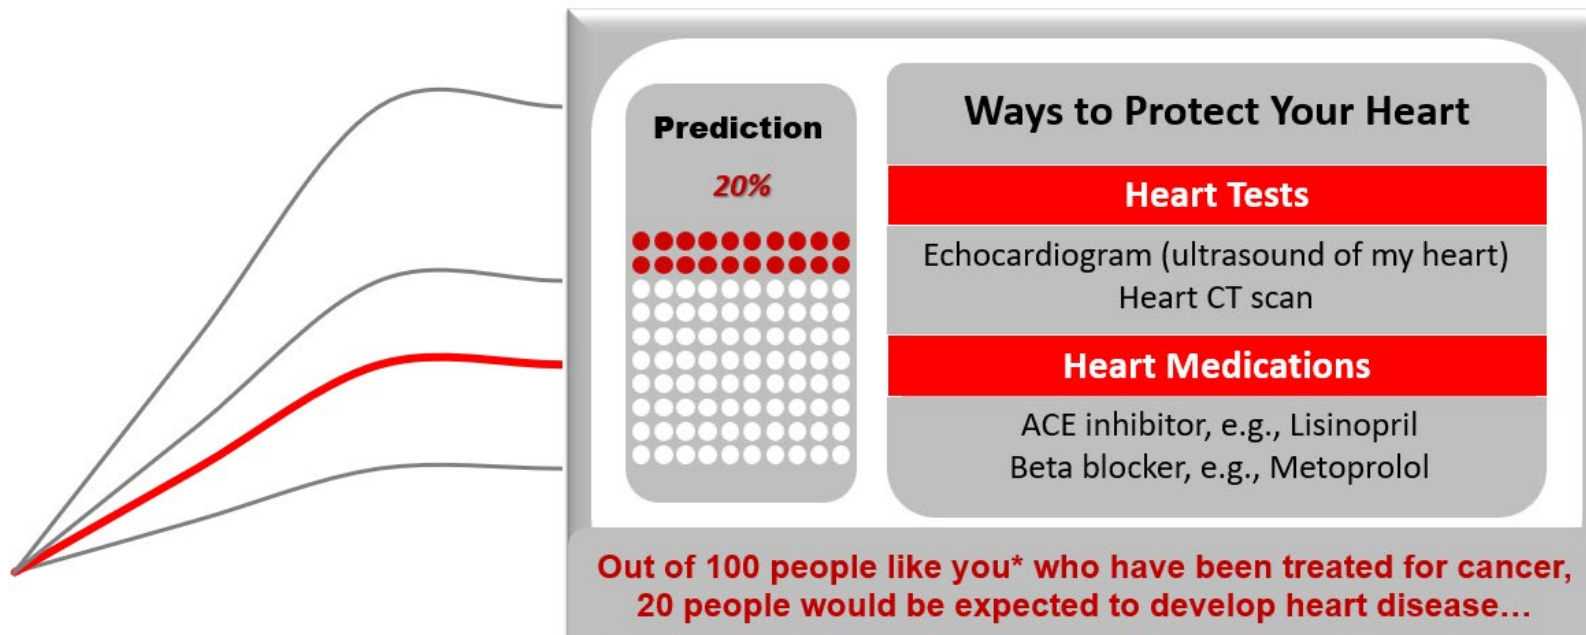 Prediction
20%
Ways to Protect Your Heart
Heart Tests
Echocardiogram (ultrasound of my heart)
Heart CT scan
Heart Medications
ACE inhibitor, e.g., Lisinopril
Beta blocker, e.g., Metoprolol
Out of 100 people like you* who have been treated for cancer,
20 people would be expected to develop heart disease…